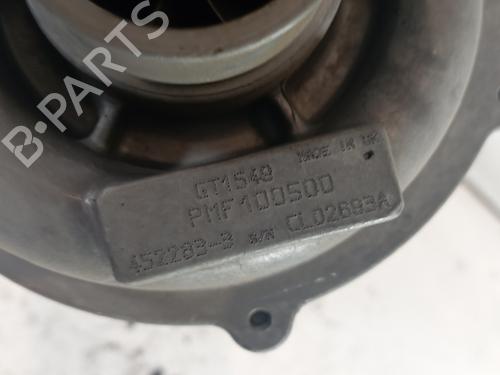 B-PARTS
GT1549 MADE IN UK
PMF100500
452283-3 S/N CL02693A